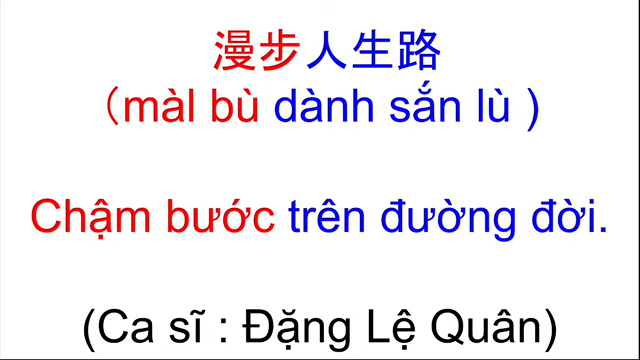 漫步人生路
（màl bù dành sắn lù )
Chậm bước trên đường đời.
(Ca sĩ : Đặng Lệ Quân)